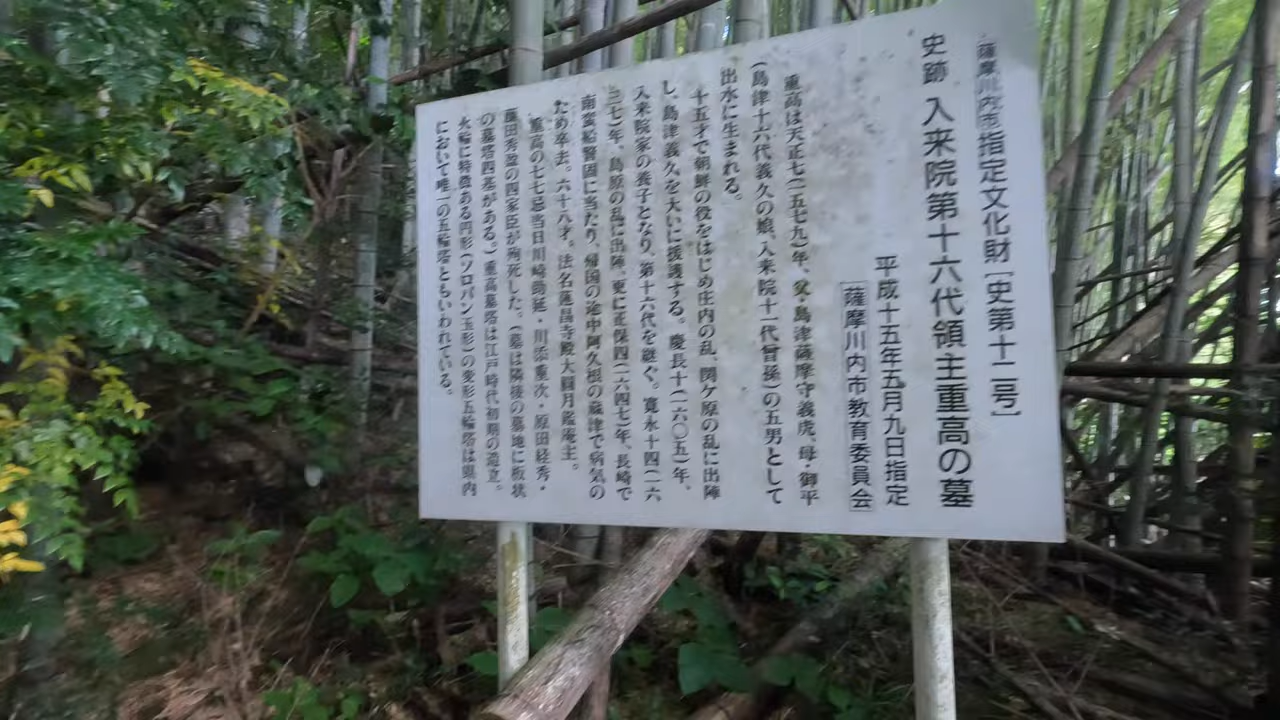 薩摩川内市指定文化財［史第十二号］
史跡　入来院第十六代領主重高の墓
平成十五年五月九日指定
薩摩川内市教育委員会
重高は天正七（一五七九）年、父・島津薩摩守義虎、母・御平
（島津十六代義久の娘、入来院十一代曾孫）の五男として
出水に生まれる。
十五才で朝鮮の役をはじめ庄内の乱、関ケ原の乱に出陣
し、島津義久を大いに援護する。慶長十（一六〇五）年、
入来院家の養子となり、第十六代を継ぐ。寛永十四（一六
三七）年、島原の乱に出陣、更に正保四（一六四七）年、長崎で
南蛮船警固に当たり、帰国の途中阿久根の蔵津で病気の
ため卒去。六十八才。法名蓮昌寺殿大圓月鑑庵主。
重高の七七忌当日川崎助延・川添重次・原田経秀・
藤田秀盈の四家臣が殉死した。（墓は隣後の墓地に板状
の墓塔四基がある。）重高墓塔は江戸時代初期の造立。
水輪に特徴ある円形（ソロバン玉形）の変形五輪塔は県内
において唯一の五輪塔ともいわれている。